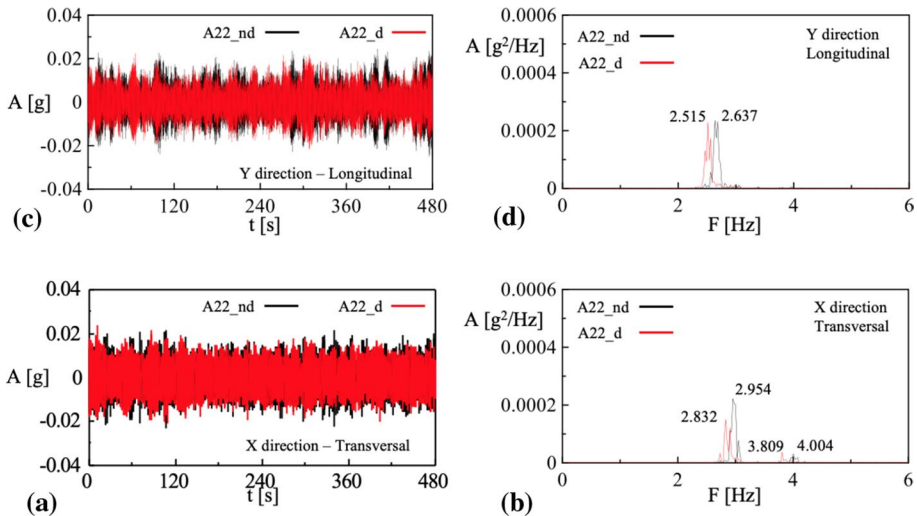 0.04
A22_nd
A22_d
0.02
A [g]
0
-0.02
Y direction – Longitudinal
-0.04
0
120
240
360
480
t [s]
(c)
0.0006
A [g²/Hz]
A22_nd
Y direction
Longitudinal
0.0004
A22_d
2.515
2.637
0.0002
0
0
2
4
6
F [Hz]
(d)
0.04
A22_nd
A22_d
0.02
A [g]
0
-0.02
X direction – Transversal
-0.04
0
120
240
360
480
t [s]
(a)
0.0006
A [g²/Hz]
A22_nd
X direction
Transversal
0.0004
A22_d
2.954
0.0002
2.832
3.809
4.004
0
0
2
4
6
F [Hz]
(b)